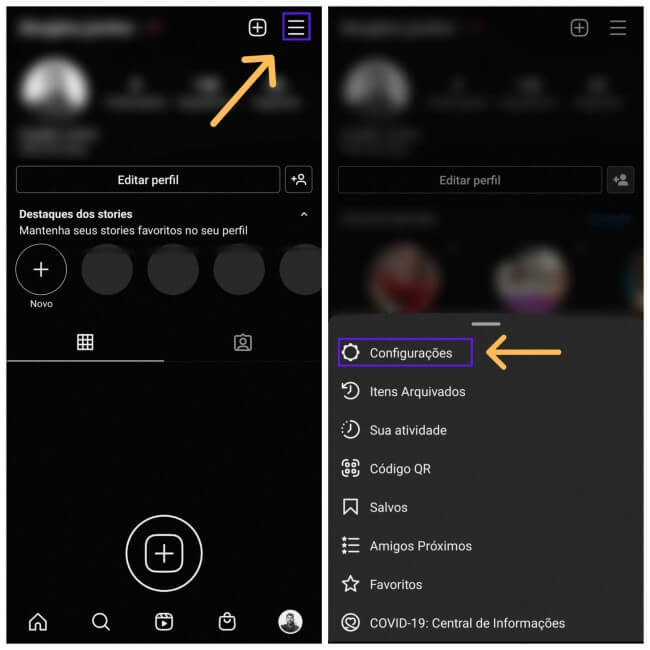 Editar perfil
Destaques dos stories
Mantenha seus stories favoritos no seu perfil
Novo
Editar perfil
Configurações
Itens Arquivados
Sua atividade
Código QR
Salvos
Amigos Próximos
Favoritos
COVID-19: Central de Informações